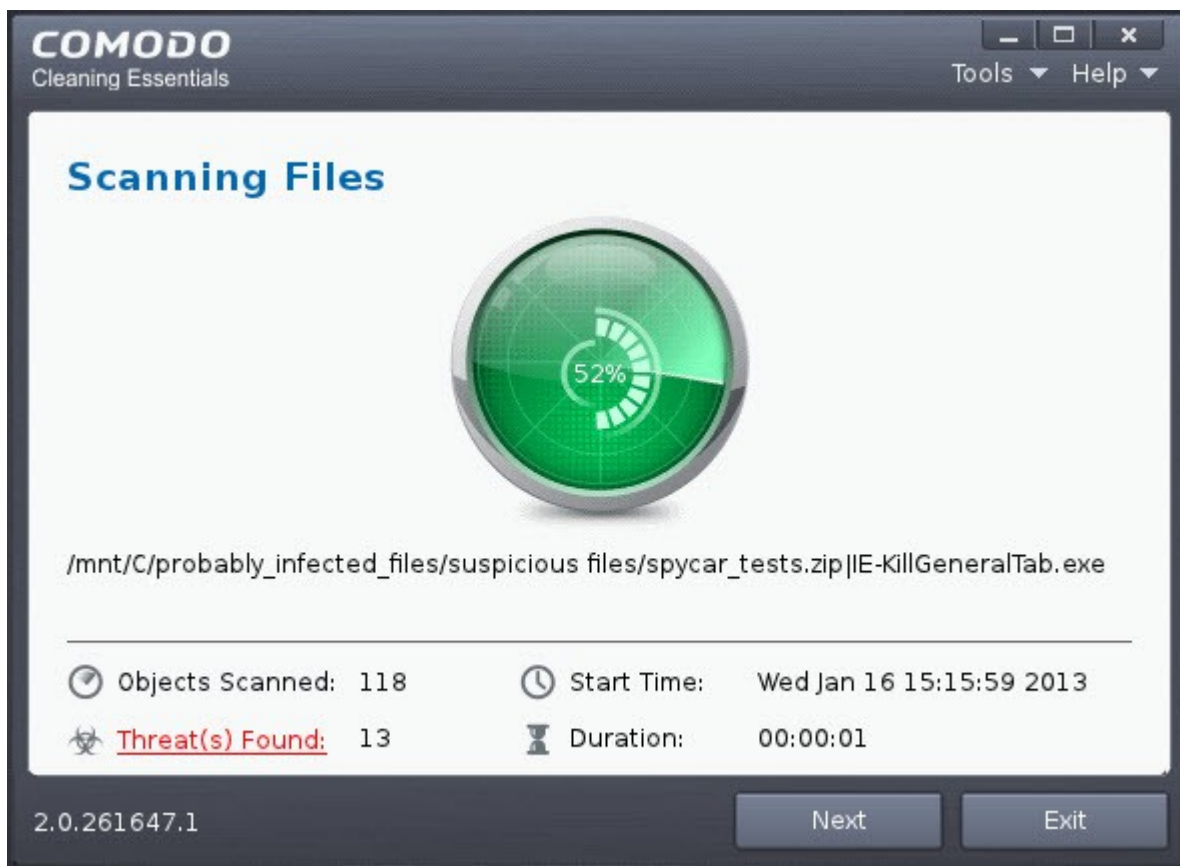 COMODO
Cleaning Essentials
Tools Help
Scanning Files
52%
/mnt/C/probably_infected_files/suspicious files/spycar_tests.zip|IE-KillGeneralTab.exe
Objects Scanned: 118
Start Time: Wed Jan 16 15:15:59 2013
Threat(s) Found: 13
Duration: 00:00:01
2.0.261647.1
Next
Exit